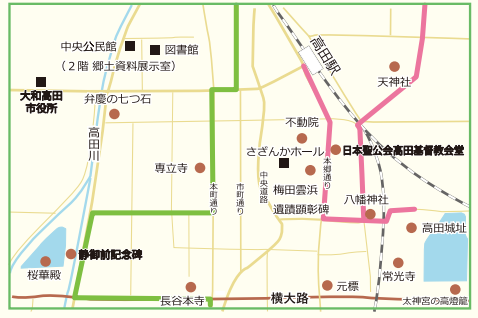 中央公民館
図書館
（２階 郷土資料展示室）
高田駅
天神社
大和高田
市役所
弁慶の七つ石
高田川
不動院
さざんかホール
日本聖公会高田基督教会堂
専立寺
本町通り
市町通り
中央道路
本郷通り
梅田雲浜
遺蹟顕彰碑
八幡神社
高田城址
静御前記念碑
桜華殿
常光寺
長谷本寺
横大路
元標
太神宮の高燈籠